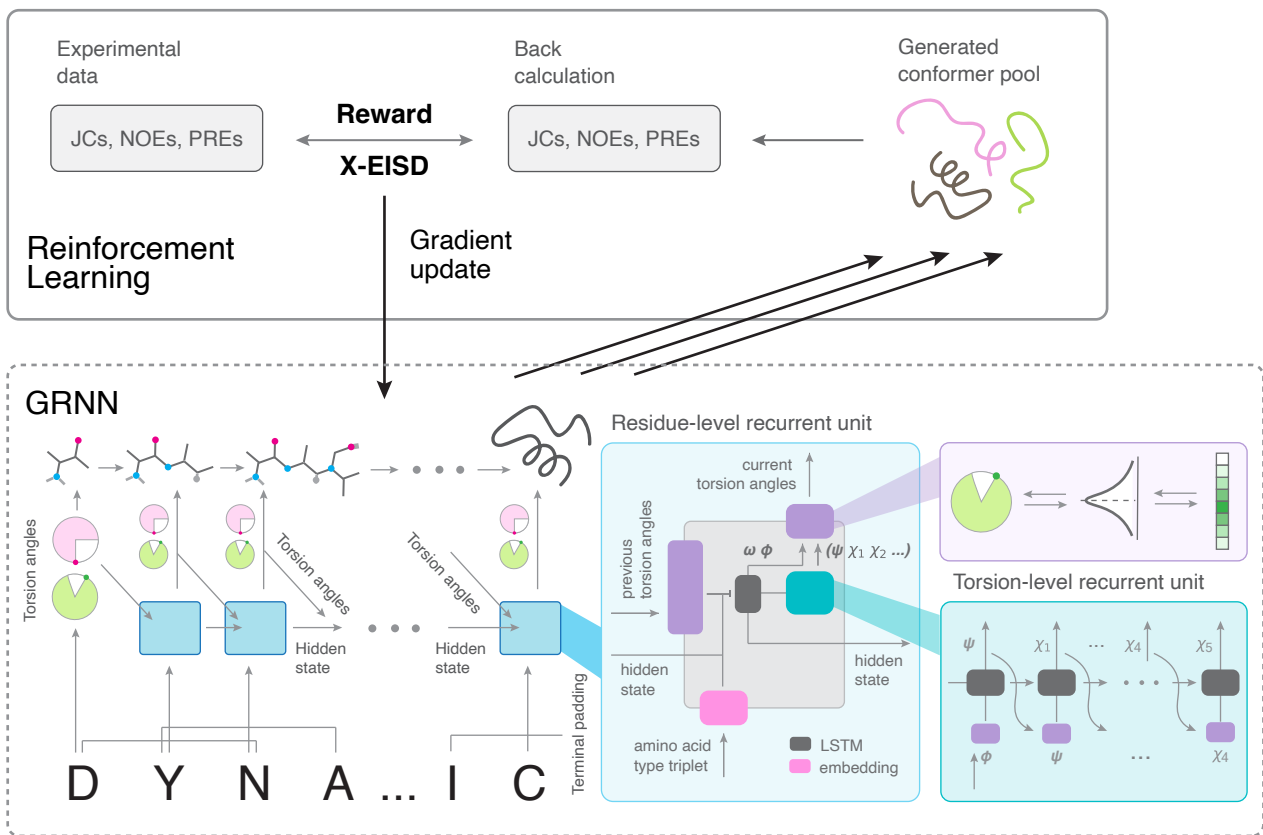 Experimental
data
JCs, NOEs, PREs
Reward
X-EISD
Back
calculation
JCs, NOEs, PREs
Generated
conformer pool
Reinforcement
Learning
Gradient
update
GRNN
Torsion angles
Torsion angles
Hidden
state
Torsion angles
Hidden
state
Terminal padding
D Y N A ... I C
Residue-level recurrent unit
current
torsion angles
previous
torsion angles
ω ϕ
(ψ χ1 χ2 ...)
hidden
state
hidden
state
amino acid
type triplet
LSTM
embedding
Torsion-level recurrent unit
ψ χ1 ... χ4 χ5
ϕ ψ ... χ4